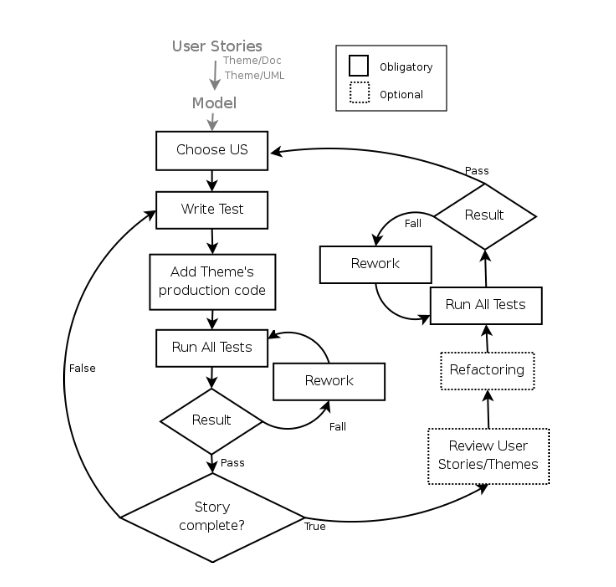 User Stories
Theme/Doc
Theme/UML
Model
Obligatory
Optional
Choose US
Pass
Write Test
Result
Fall
Rework
Add Theme's
production code
Run All Tests
Run All Tests
False
Rework
Refactoring
Result
Fall
Review User
Stories/Themes
Pass
Story
complete?
True